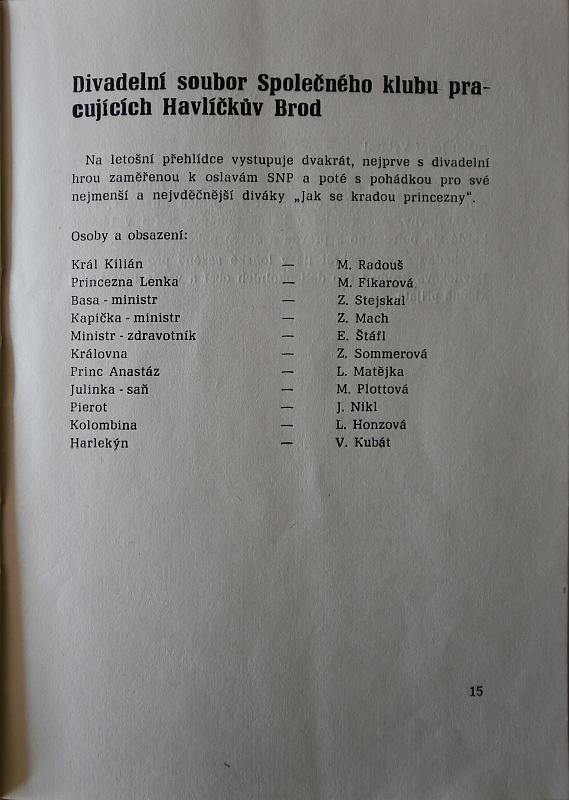 Divadelní soubor Společného klubu pra-
cujících Havlíčkův Brod
Na letošní přehlídce vystupuje dvakrát, nejprve s divadelní
hrou zaměřenou k oslavám SNP a poté s pohádkou pro své
nejmenší a nejvděčnější diváky „Jak se kradou princezny“.
Osoby a obsazení:
Král Kilián — M. Radouš
Princezna Lenka — M. Fikarová
Basa - ministr — Z. Stejskal
Kapička - ministr — Z. Mach
Ministr - zdravotník — E. Štáfl
Královna — Z. Sommerová
Princ Anastáz — L. Matějka
Julinka - saň — M. Plottová
Pierot — J. Nikl
Kolombina — L. Honzová
Harlekýn — V. Kubát
15